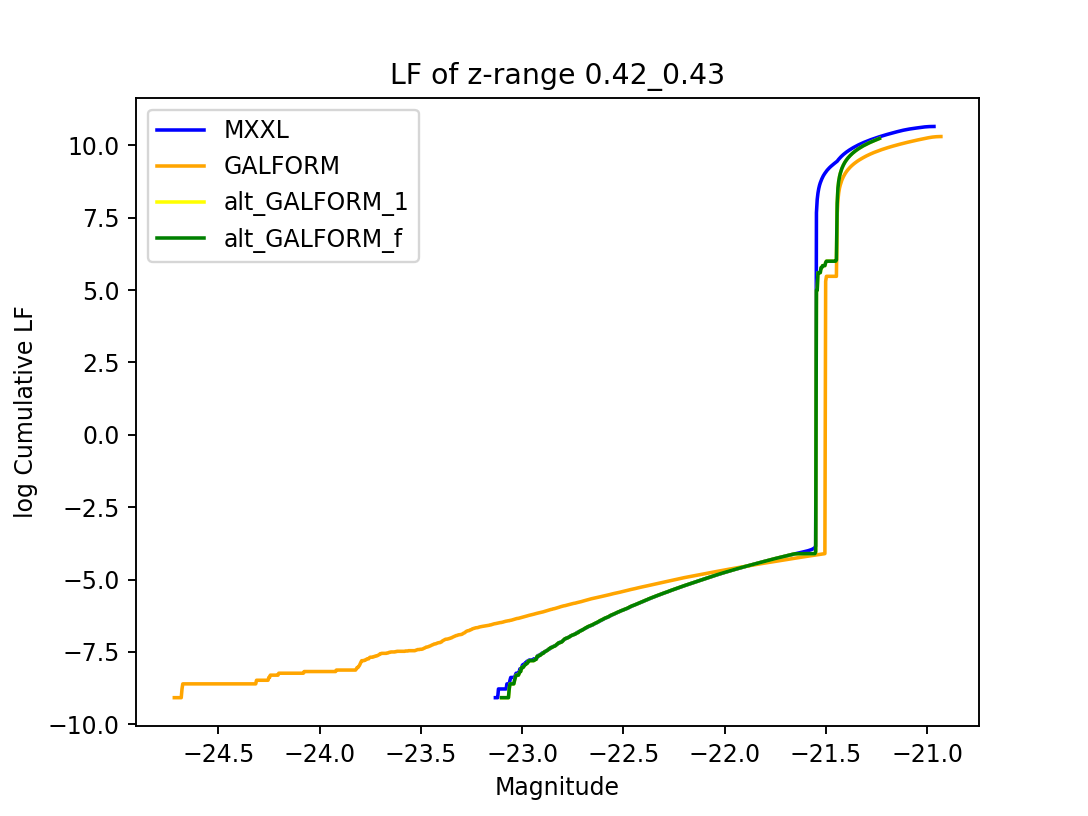 LF of z-range 0.42_0.43
MXXL
GALFORM
alt_GALFORM_1
alt_GALFORM_f
log Cumulative LF
10.0
7.5
5.0
2.5
0.0
−2.5
−5.0
−7.5
−10.0
−24.5 −24.0 −23.5 −23.0 −22.5 −22.0 −21.5 −21.0
Magnitude